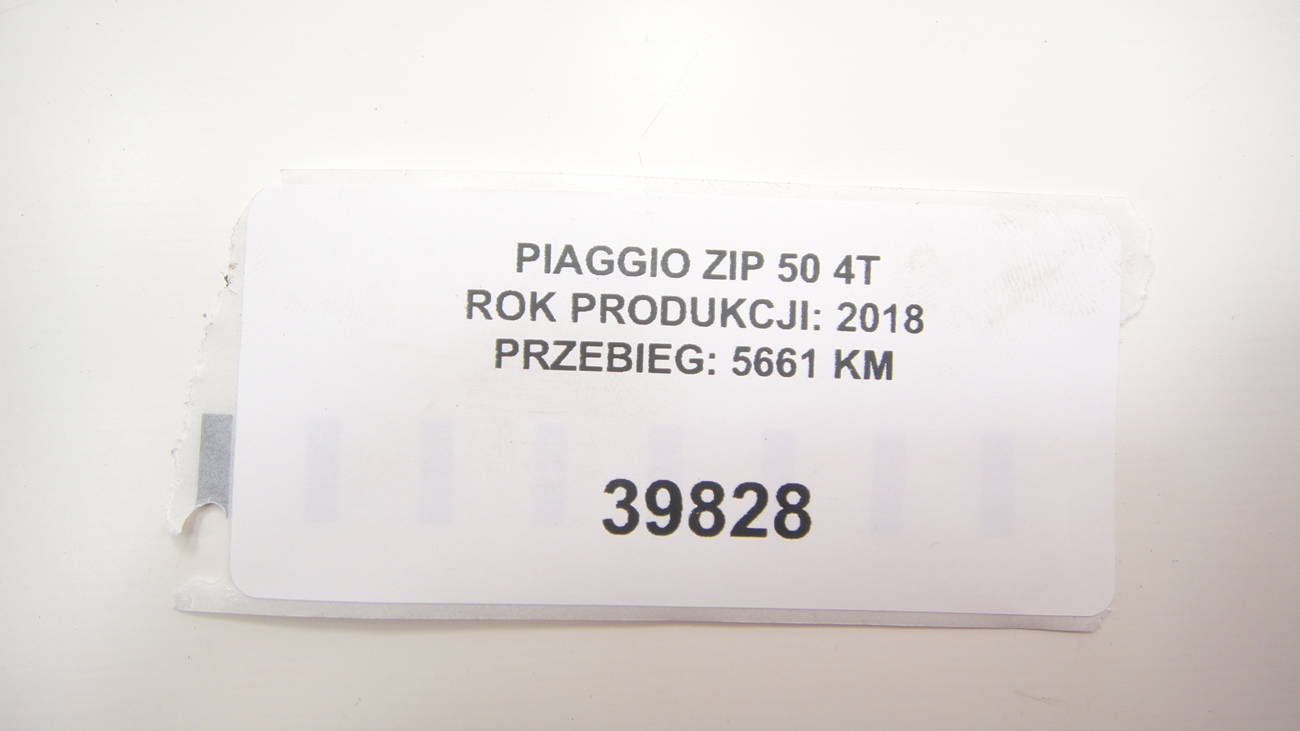 PIAGGIO ZIP 50 4T
ROK PRODUKCJI: 2018
PRZEBIEG: 5661 KM
39828